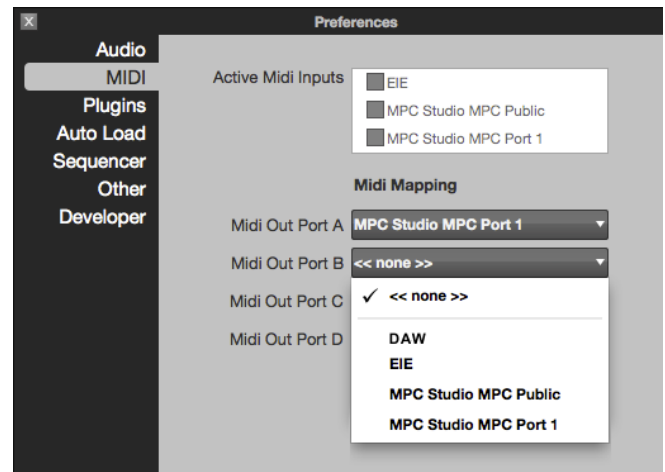 X
Preferences
Audio
MIDI
Plugins
Auto Load
Sequencer
Other
Developer
Active Midi Inputs
EIE
MPC Studio MPC Public
MPC Studio MPC Port 1
Midi Mapping
Midi Out Port A MPC Studio MPC Port 1
Midi Out Port B << none >>
Midi Out Port C
Midi Out Port D
✓ << none >>
DAW
EIE
MPC Studio MPC Public
MPC Studio MPC Port 1